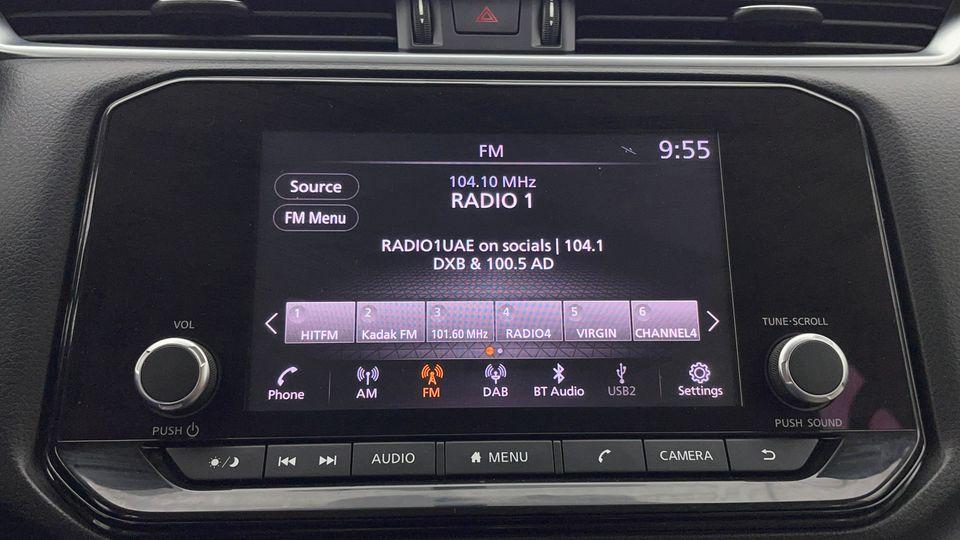 FM 9:55
Source
104.10 MHz
RADIO 1
FM Menu
RADIO1UAE on socials | 104.1
DXB & 100.5 AD
1 HITFM
2 Kadak FM
3 101.60 MHz
4 RADIO4
5 VIRGIN
6 CHANNEL4
Phone
AM
FM
DAB
BT Audio
USB2
Settings
VOL
PUSH
TUNE·SCROLL
PUSH SOUND
AUDIO
MENU
CAMERA